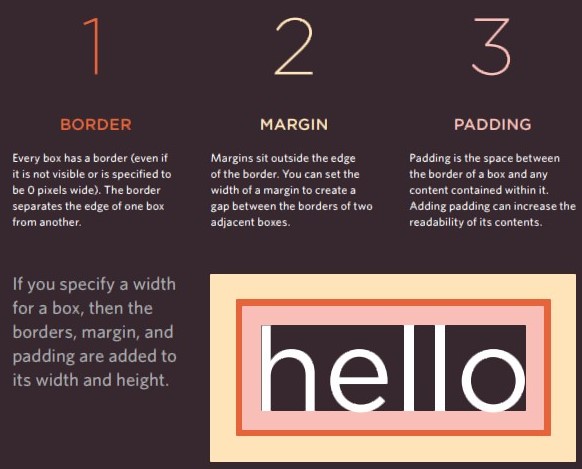 1
2
3
BORDER
MARGIN
PADDING
Every box has a border (even if
it is not visible or is specified to
be 0 pixels wide). The border
separates the edge of one box
from another.
Margins sit outside the edge
of the border. You can set the
width of a margin to create a
gap between the borders of two
adjacent boxes.
Padding is the space between
the border of a box and any
content contained within it.
Adding padding can increase the
readability of its contents.
If you specify a width
for a box, then the
borders, margin, and
padding are added to
its width and height.
hello